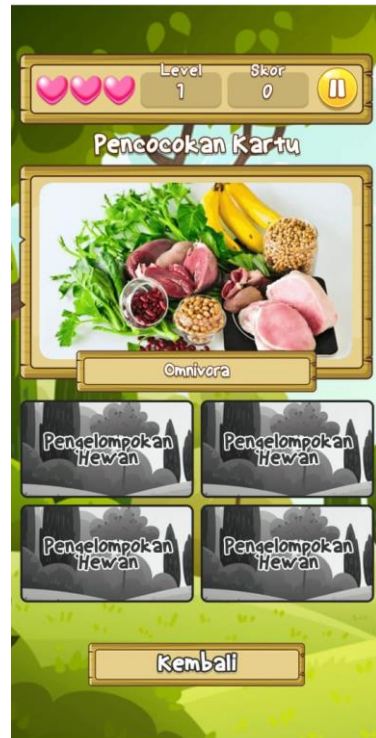 Level
1
Skor
0
Pencocokan Kartu
Omnivora
Pengelompokan
Hewan
Pengelompokan
Hewan
Pengelompokan
Hewan
Pengelompokan
Hewan
Kembali